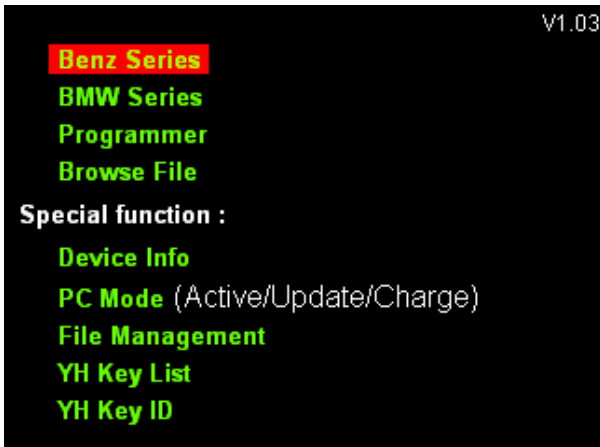 V1.03
Benz Series
BMW Series
Programmer
Browse File
Special function :
Device Info
PC Mode (Active/Update/Charge)
File Management
YH Key List
YH Key ID